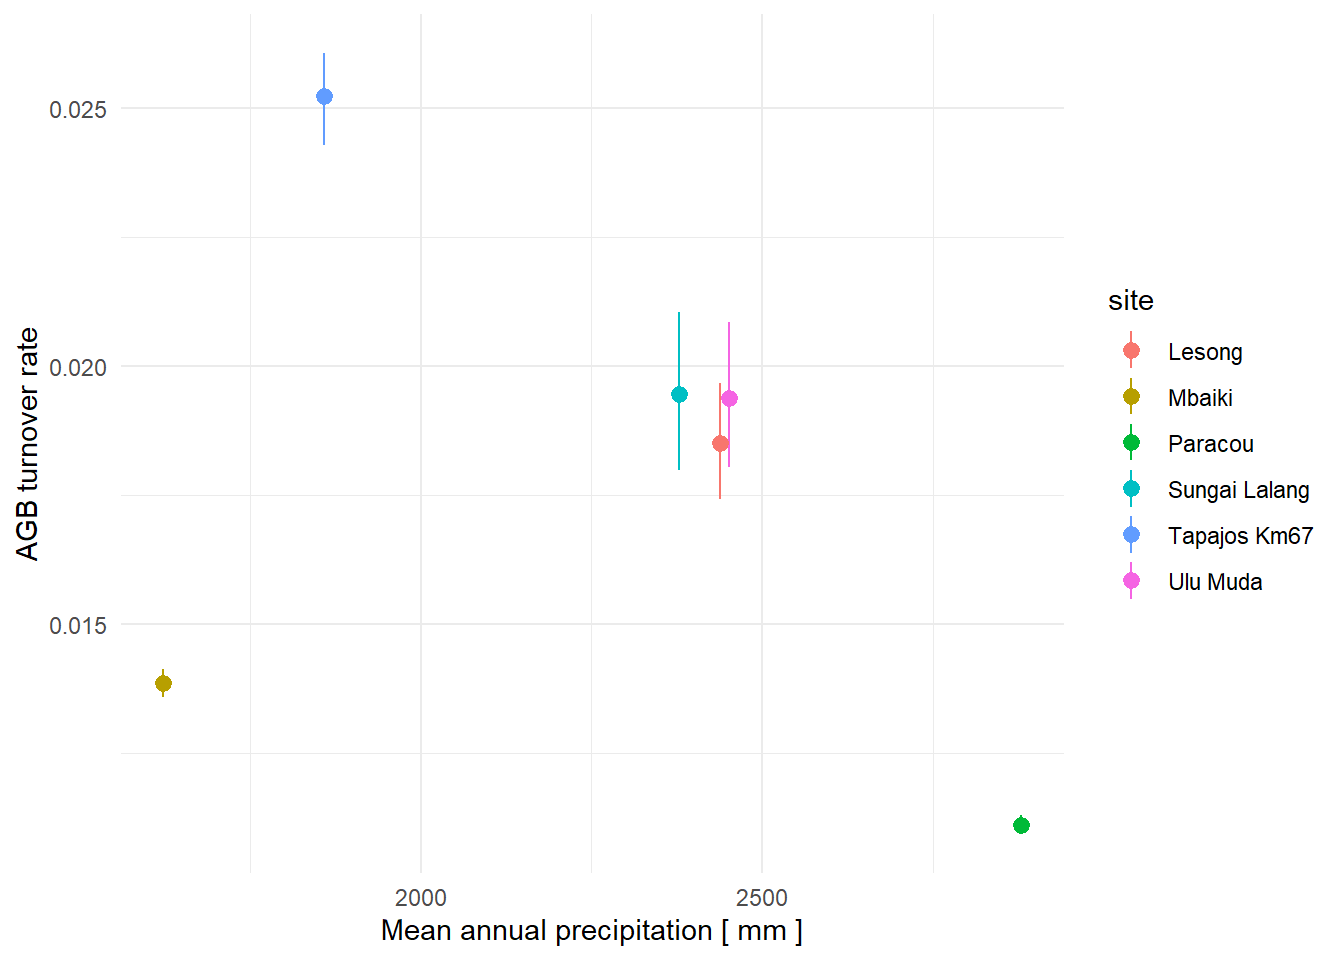 0.025
0.020
0.015
AGB turnover rate
2000
2500
Mean annual precipitation [ mm ]
site
Lesong
Mbaiki
Paracou
Sungai Lalang
Tapajos Km67
Ulu Muda